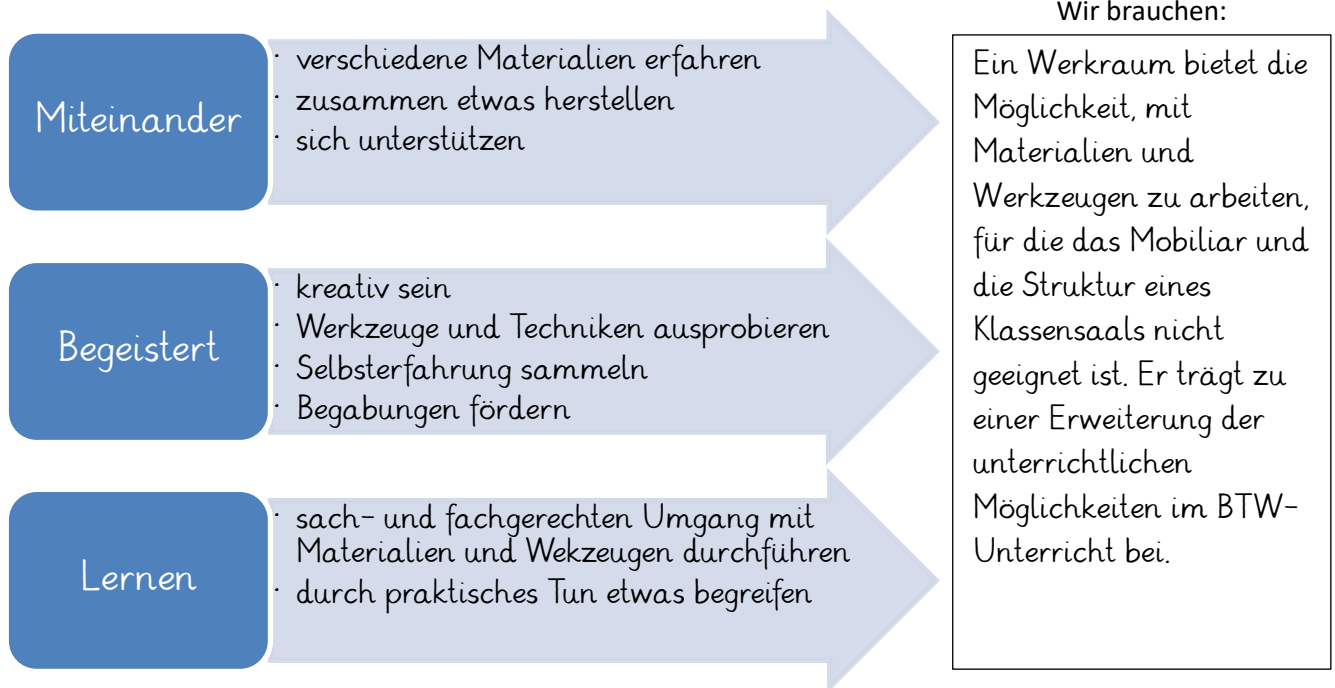 Miteinander
· verschiedene Materialien erfahren
· zusammen etwas herstellen
· sich unterstützen
Begeistert
· kreativ sein
· Werkzeuge und Techniken ausprobieren
· Selbsterfahrung sammeln
· Begabungen fördern
Lernen
· sach- und fachgerechten Umgang mit
Materialien und Wekzeugen durchführen
· durch praktisches Tun etwas begreifen
Wir brauchen:
Ein Werkraum bietet die
Möglichkeit, mit
Materialien und
Werkzeugen zu arbeiten,
für die das Mobiliar und
die Struktur eines
Klassensaals nicht
geeignet ist. Er trägt zu
einer Erweiterung der
unterrichtlichen
Möglichkeiten im BTW-
Unterricht bei.